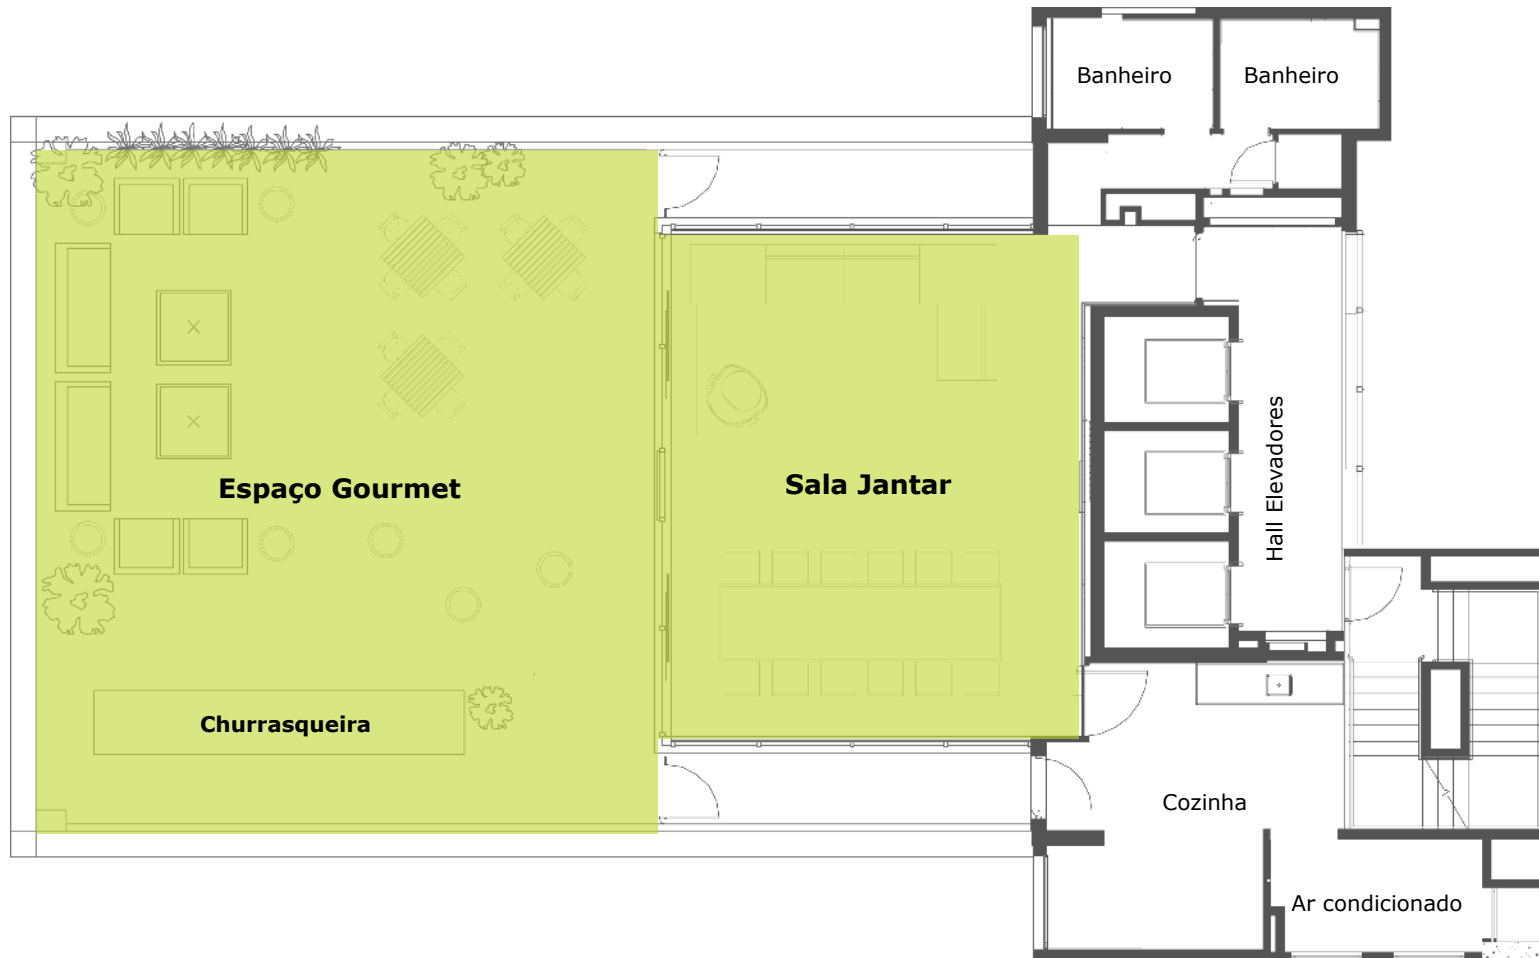 Banheiro
Banheiro
Espaço Gourmet
Sala Jantar
Hall Elevadores
Churrasqueira
Cozinha
Ar condicionado